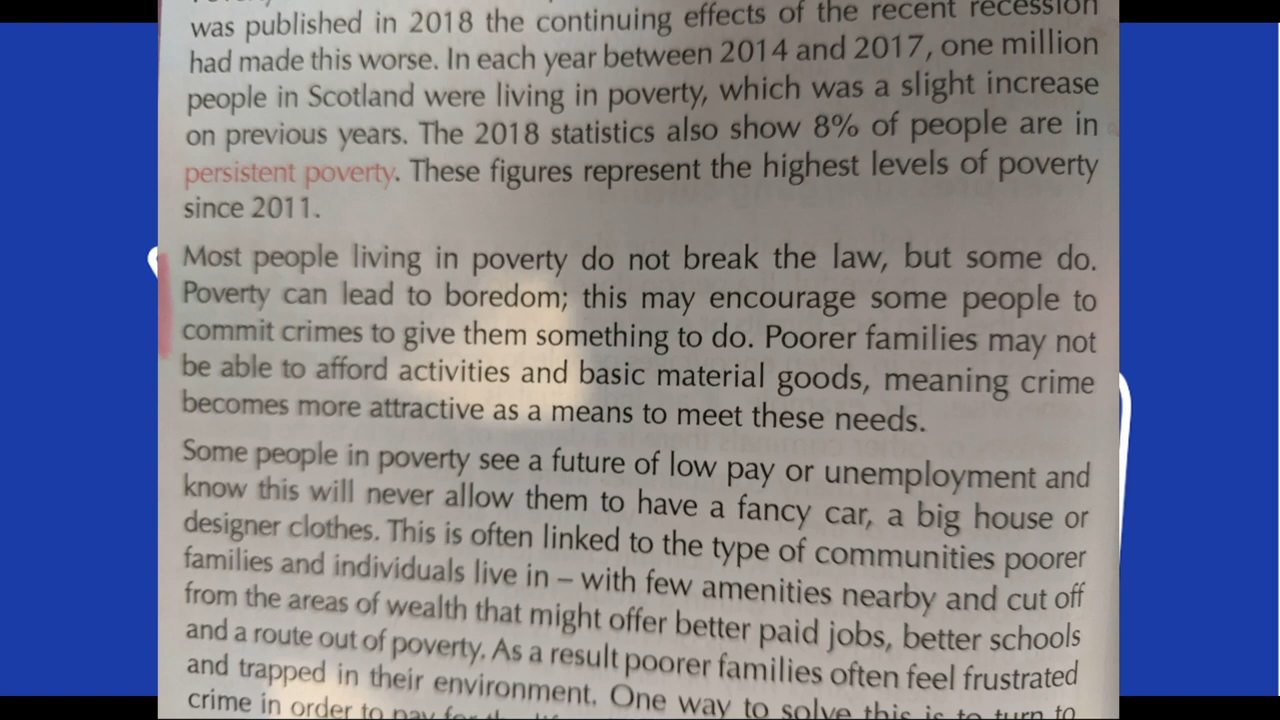 was published in 2018 the continuing effects of the recent recession
had made this worse. In each year between 2014 and 2017, one million
people in Scotland were living in poverty, which was a slight increase
on previous years. The 2018 statistics also show 8% of people are in
persistent poverty. These figures represent the highest levels of poverty
since 2011.
Most people living in poverty do not break the law, but some do.
Poverty can lead to boredom; this may encourage some people to
commit crimes to give them something to do. Poorer families may not
be able to afford activities and basic material goods, meaning crime
becomes more attractive as a means to meet these needs.
Some people in poverty see a future of low pay or unemployment and
know this will never allow them to have a fancy car, a big house or
designer clothes. This is often linked to the type of communities poorer
families and individuals live in – with few amenities nearby and cut off
from the areas of wealth that might offer better paid jobs, better schools
and a route out of poverty. As a result poorer families often feel frustrated
and trapped in their environment. One way to solve this is to turn to
crime in order to pay for